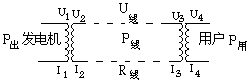 U₁ U₂ U线 U₃ U₄
P出 发电机 P线 用户 P用
I₁ I₂ R线 I₃ I₄